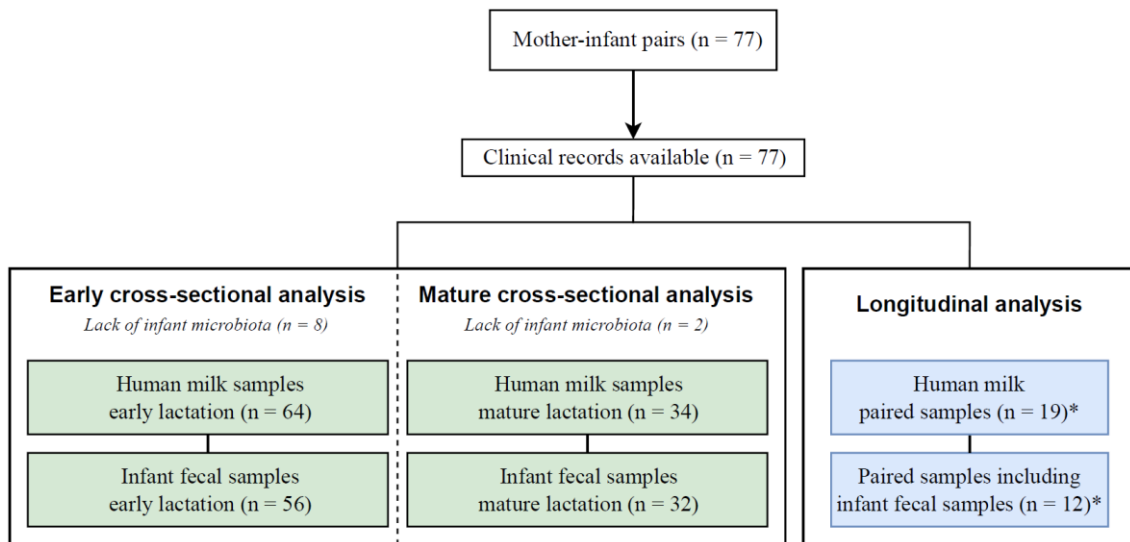 Mother-infant pairs (n = 77)
Clinical records available (n = 77)
Early cross-sectional analysis
Lack of infant microbiota (n = 8)
Human milk samples
early lactation (n = 64)
Infant fecal samples
early lactation (n = 56)
Mature cross-sectional analysis
Lack of infant microbiota (n = 2)
Human milk samples
mature lactation (n = 34)
Infant fecal samples
mature lactation (n = 32)
Longitudinal analysis
Human milk
paired samples (n = 19)*
Paired samples including
infant fecal samples (n = 12)*